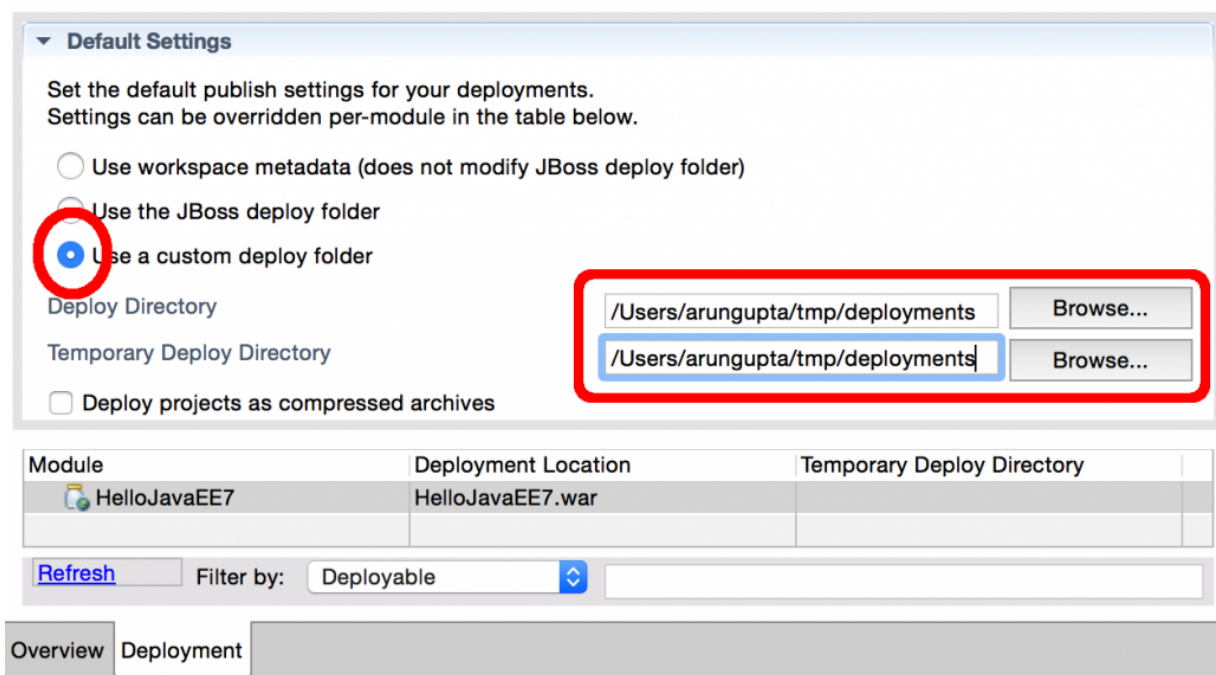 Default Settings
Set the default publish settings for your deployments.
Settings can be overridden per-module in the table below.
Use workspace metadata (does not modify JBoss deploy folder)
Use the JBoss deploy folder
Use a custom deploy folder
Deploy Directory /Users/arungupta/tmp/deployments Browse...
Temporary Deploy Directory /Users/arungupta/tmp/deployments Browse...
Deploy projects as compressed archives
Module Deployment Location Temporary Deploy Directory
HelloJavaEE7 HelloJavaEE7.war
Refresh Filter by: Deployable
Overview Deployment